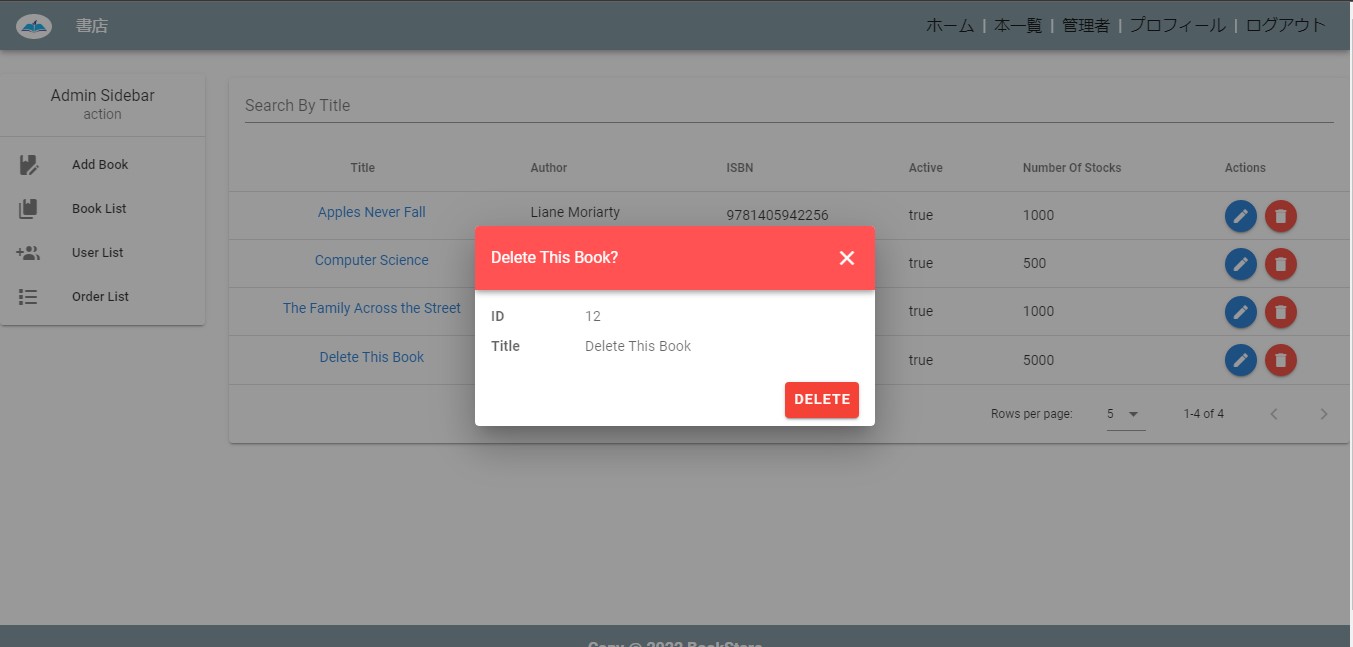 書店
ホーム | 本一覧 | 管理者 | プロフィール | ログアウト
Admin Sidebar
action
Add Book
Book List
User List
Order List
Search By Title
Title Author ISBN Active Number Of Stocks Actions
Apples Never Fall Liane Moriarty 9781405942256 true 1000
Computer Science true 500
The Family Across the Street true 1000
Delete This Book true 5000
Rows per page: 5 1-4 of 4
Delete This Book?
ID 12
Title Delete This Book
DELETE